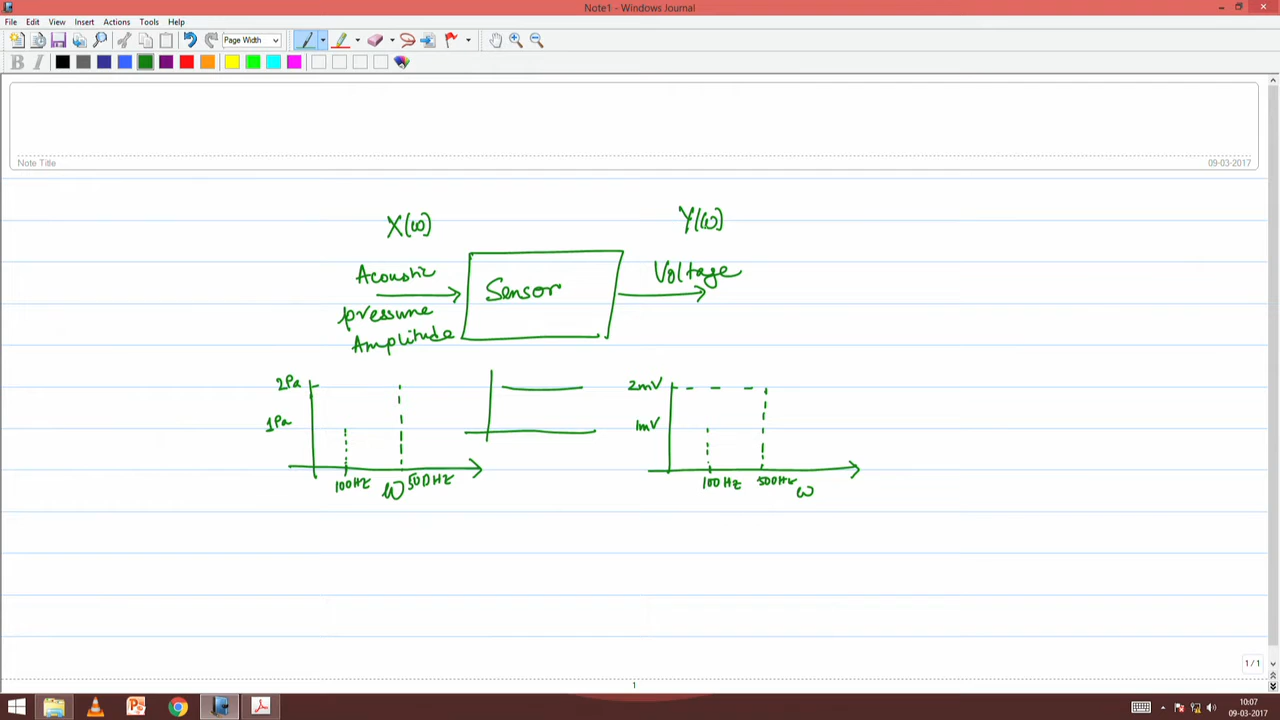 Note1 - Windows Journal
File Edit View Insert Actions Tools Help
Page Width
B I
Note Title
09-03-2017
X(ω) Y(ω)
Acoustic
pressure
Amplitude
Sensor
Voltage
2Pa
1Pa
100Hz ω 500Hz
2mV
1mV
100Hz 500Hz ω
1/1
1
10:07
09-03-2017